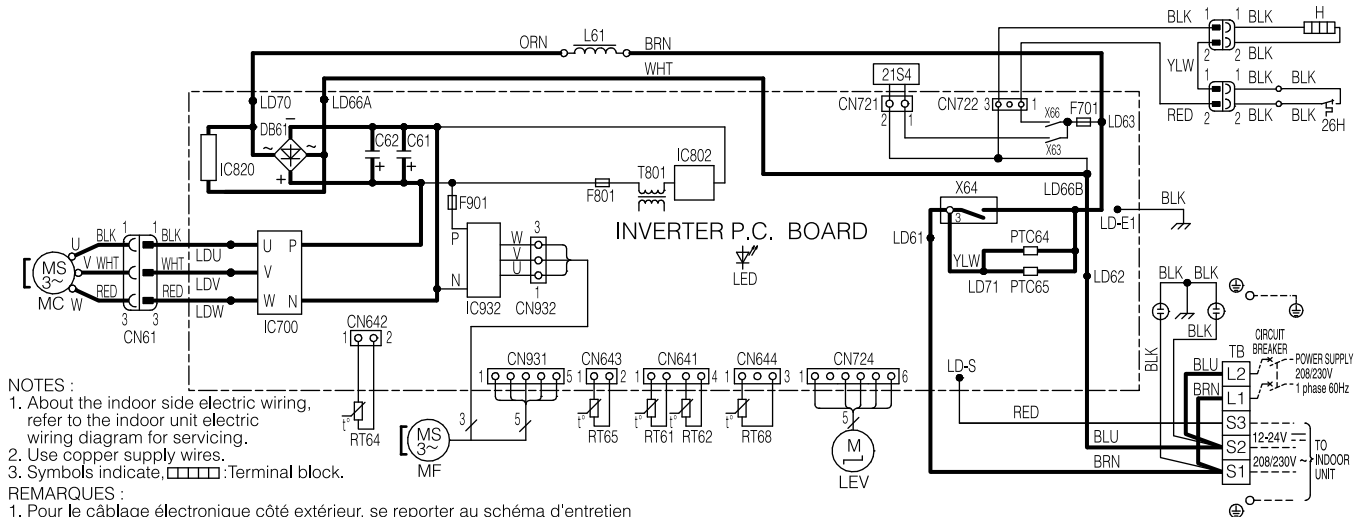 BLK 1 1 BLK H
ORN L61 BRN
WHT
2 2 BLK
YLW
21S4
1 1 BLK BLK
RED 2 2 BLK BLK 26H
LD70 LD66A
CN721 2 1
CN722 3 1
X66 F701 LD63
X63
DB61 −
~ ~
+
C62 C61
+ +
IC820
T801 IC802
F801
F901
X64 LD66B
3
BLK
LD-E1
INVERTER P.C. BOARD
LED
LD61
PTC64
YLW
LD71 PTC65
LD62
U BLK 1 1 BLK LDU U P
V WHT WHT LDV V
W RED 3 3 RED LDW W N
MS 3~
MC
CN61
IC700
P
N
W 3
V
U
1
IC932 CN932
CN642
1 2
t° RT64
CN931
1 5
CN643
1 2
CN641
1 4
CN644
1 3
CN724
1 6
LD-S
3 5 5
MS 3~
MF
t° RT65
t° RT61
t° RT62
t° RT68
M
LEV
RED
BLU
BRN
BLK BLK
BLK
BLK
TB
CIRCUIT
BREAKER
BLU L2
BRN L1
S3
S2
S1
POWER SUPPLY
208/230V
1 phase 60Hz
12-24V
208/230V ~
TO
INDOOR
UNIT
NOTES :
1. About the indoor side electric wiring,
refer to the indoor unit electric
wiring diagram for servicing.
2. Use copper supply wires.
3. Symbols indicate, :Terminal block.
REMARQUES :
1. Pour le câblage électronique côté extérieur, se reporter au schéma d'entretien